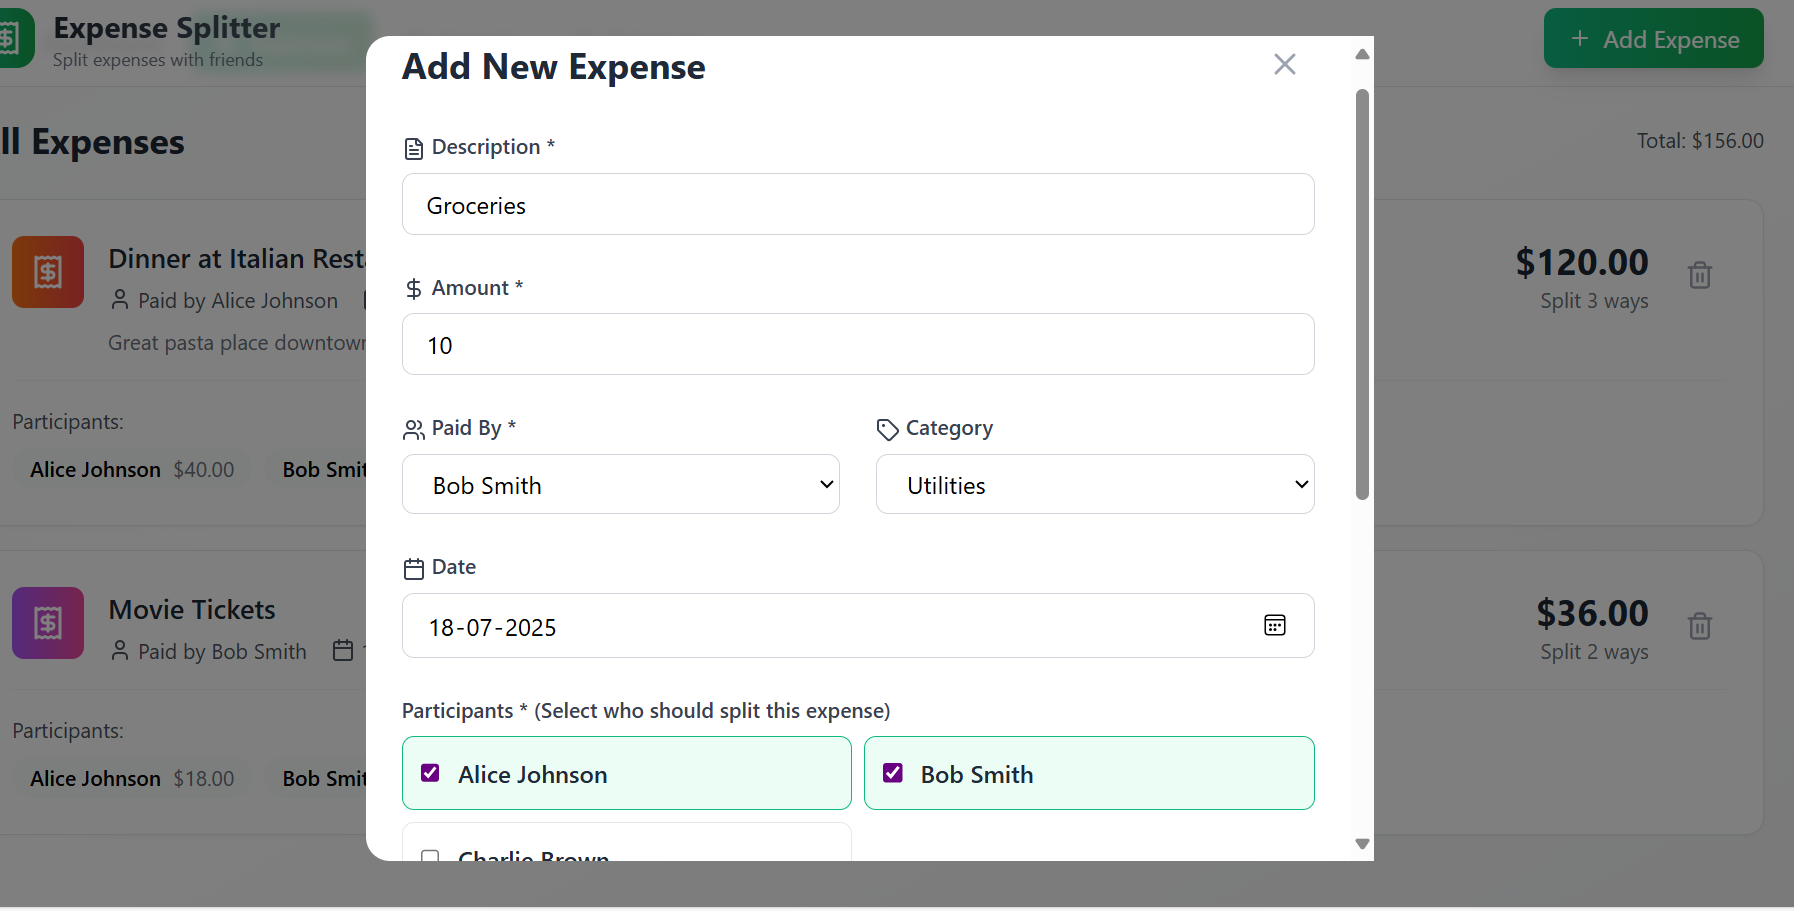 Expense Splitter
Split expenses with friends
Add Expense
ll Expenses
Total: $156.00
Dinner at Italian Rest
Paid by Alice Johnson
Great pasta place downtown
$120.00
Split 3 ways
Participants:
Alice Johnson $40.00 Bob Smit
Movie Tickets
Paid by Bob Smith
$36.00
Split 2 ways
Participants:
Alice Johnson $18.00 Bob Smit
Add New Expense
Description *
Groceries
Amount *
10
Paid By * Category
Bob Smith Utilities
Date
18-07-2025
Participants * (Select who should split this expense)
Alice Johnson Bob Smith
Charlie Brown